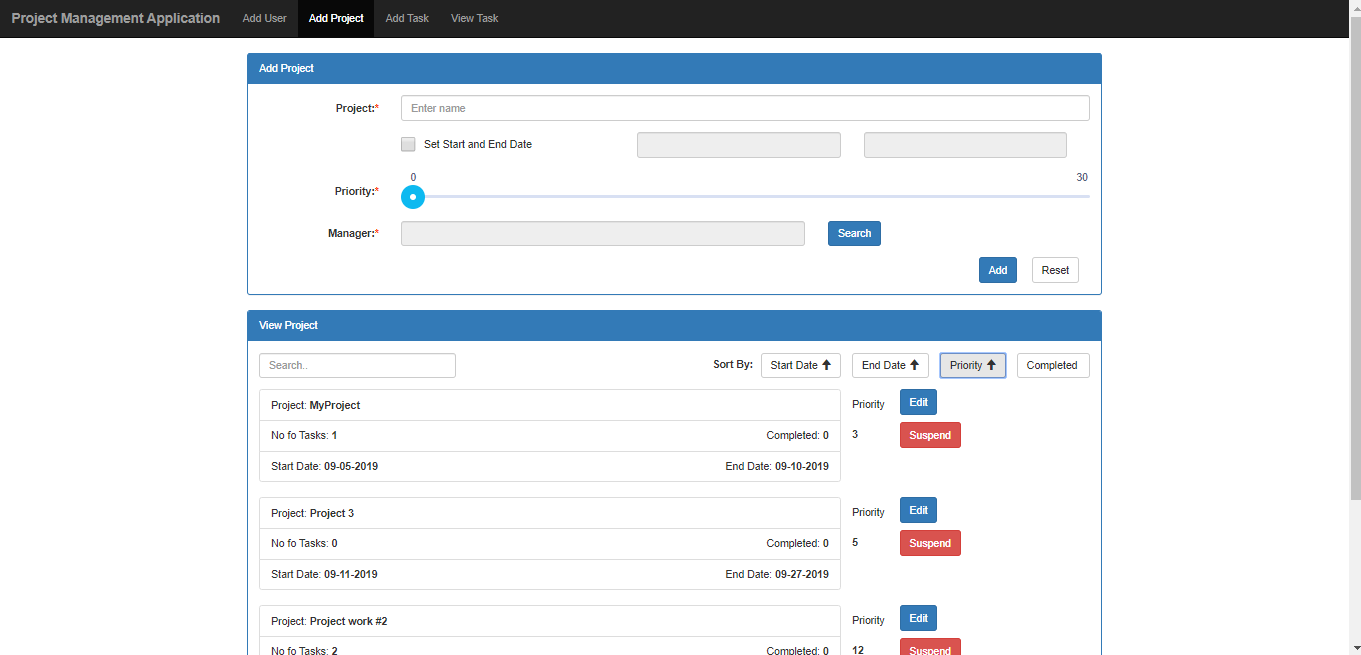 Project Management Application Add User Add Project Add Task View Task
Add Project
Project:* Enter name
Set Start and End Date
0 30
Priority:*
Manager:* Search
Add Reset
View Project
Search.. Sort By: Start Date End Date Priority Completed
Project: MyProject Priority Edit
No fo Tasks: 1 Completed: 0 3 Suspend
Start Date: 09-05-2019 End Date: 09-10-2019
Project: Project 3 Priority Edit
No fo Tasks: 0 Completed: 0 5 Suspend
Start Date: 09-11-2019 End Date: 09-27-2019
Project: Project work #2 Priority Edit
No fo Tasks: 2 Completed: 0 12 Suspend